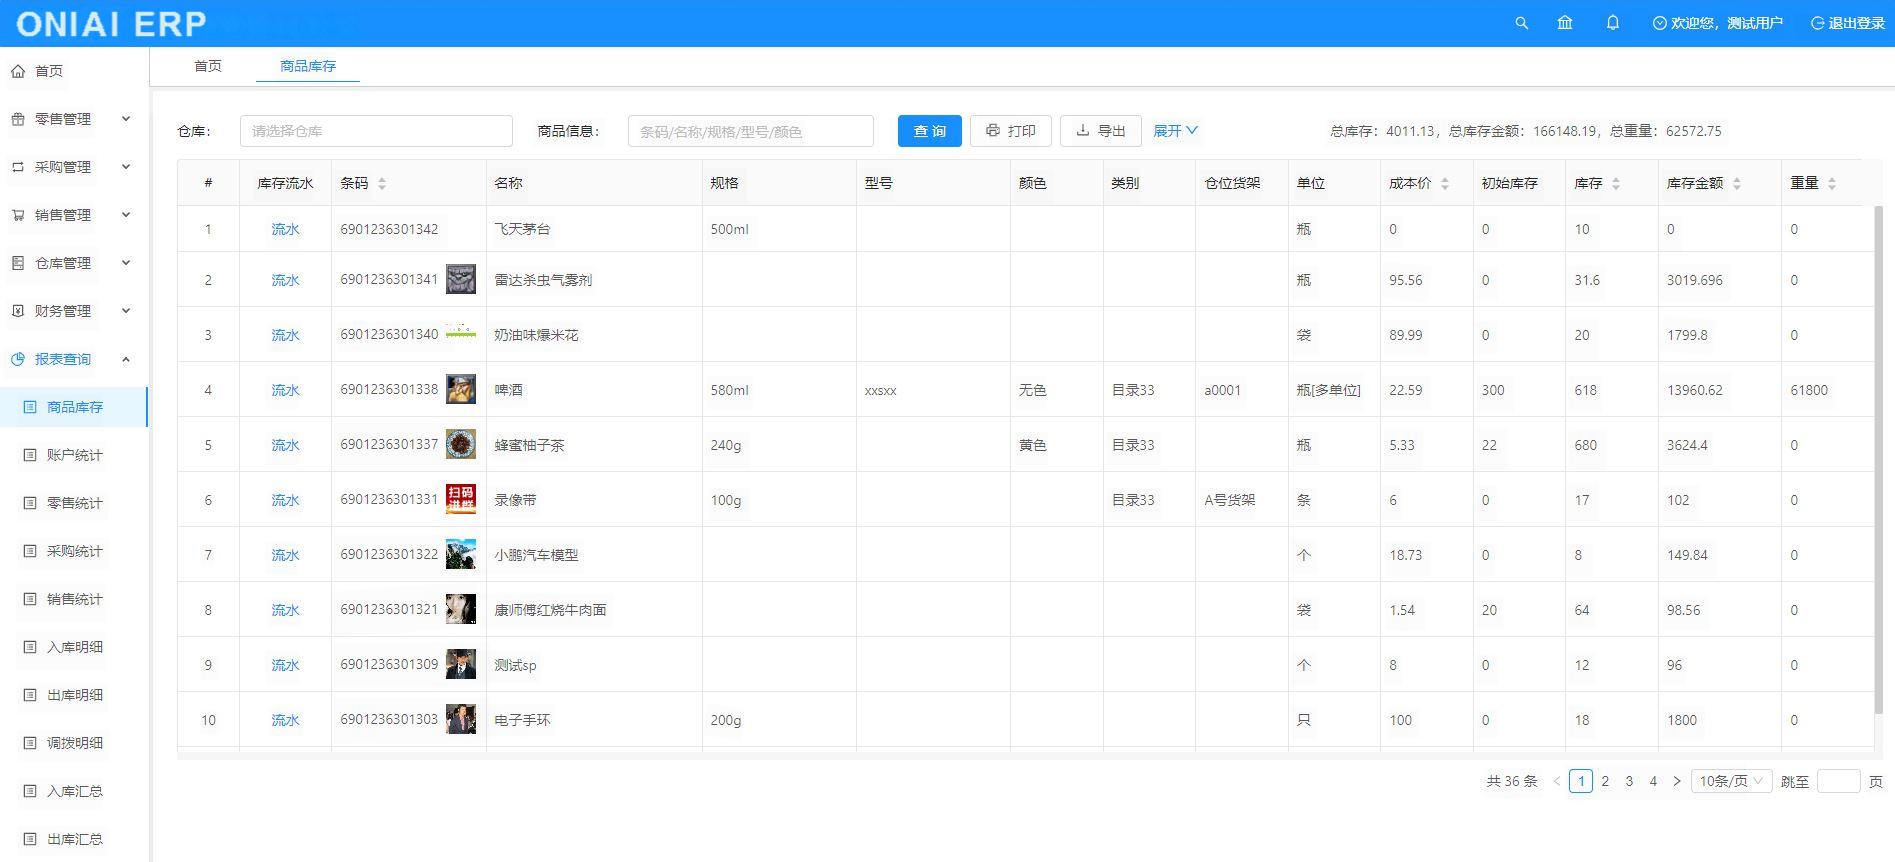 ONIAI ERP
欢迎您，测试用户 退出登录
首页 商品库存
首页
零售管理
采购管理
销售管理
仓库管理
财务管理
报表查询
商品库存
账户统计
零售统计
采购统计
销售统计
入库明细
出库明细
调拨明细
入库汇总
出库汇总
仓库： 请选择仓库 商品信息： 条码/名称/规格/型号/颜色 查 询 打印 导出 展开 总库存：4011.13，总库存金额：166148.19，总重量：62572.75
# 库存流水 条码 名称 规格 型号 颜色 类别 仓位货架 单位 成本价 初始库存 库存 库存金额 重量
1 流水 6901236301342 飞天茅台 500ml 瓶 0 0 10 0 0
2 流水 6901236301341 雷达杀虫气雾剂 瓶 95.56 0 31.6 3019.696 0
3 流水 6901236301340 奶油味爆米花 袋 89.99 0 20 1799.8 0
4 流水 6901236301338 啤酒 580ml xxsxx 无色 目录33 a0001 瓶[多单位] 22.59 300 618 13960.62 61800
5 流水 6901236301337 蜂蜜柚子茶 240g 黄色 目录33 瓶 5.33 22 680 3624.4 0
6 流水 6901236301331 扫码 录像带 100g 目录33 A号货架 条 6 0 17 102 0
7 流水 6901236301322 小鹏汽车模型 个 18.73 0 8 149.84 0
8 流水 6901236301321 康师傅红烧牛肉面 袋 1.54 20 64 98.56 0
9 流水 6901236301309 测试sp 个 8 0 12 96 0
10 流水 6901236301303 电子手环 200g 只 100 0 18 1800 0
共 36 条 1 2 3 4 10条/页 跳至 页